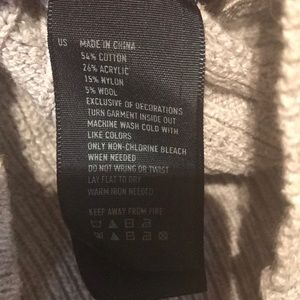 US MADE IN CHINA
54% COTTON
26% ACRYLIC
15% NYLON
5% WOOL
EXCLUSIVE OF DECORATIONS
TURN GARMENT INSIDE OUT
MACHINE WASH COLD WITH
LIKE COLORS
ONLY NON-CHLORINE BLEACH
WHEN NEEDED
DO NOT WRING OR TWIST
LAY FLAT TO DRY
WARM IRON NEEDED
KEEP AWAY FROM FIRE